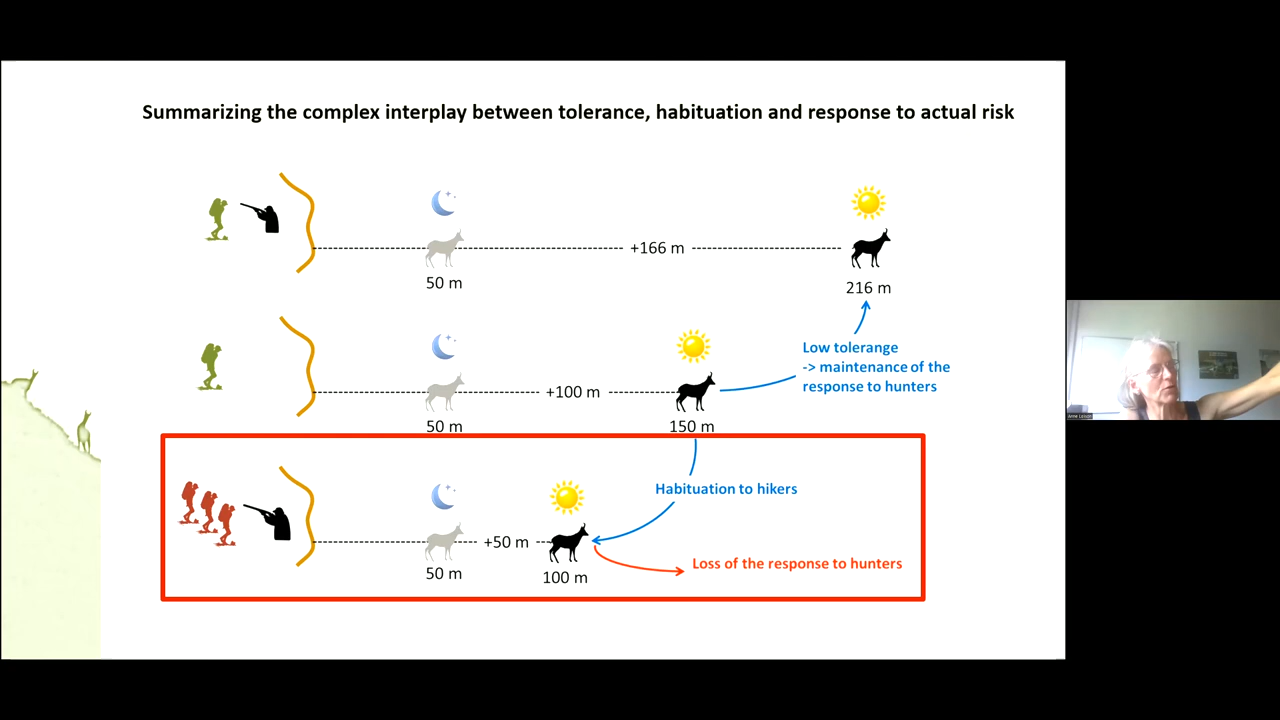 Summarizing the complex interplay between tolerance, habituation and response to actual risk
+166 m
50 m
216 m
Low tolerange
-> maintenance of the
response to hunters
+100 m
50 m
150 m
Habituation to hikers
+50 m
50 m
100 m
Loss of the response to hunters